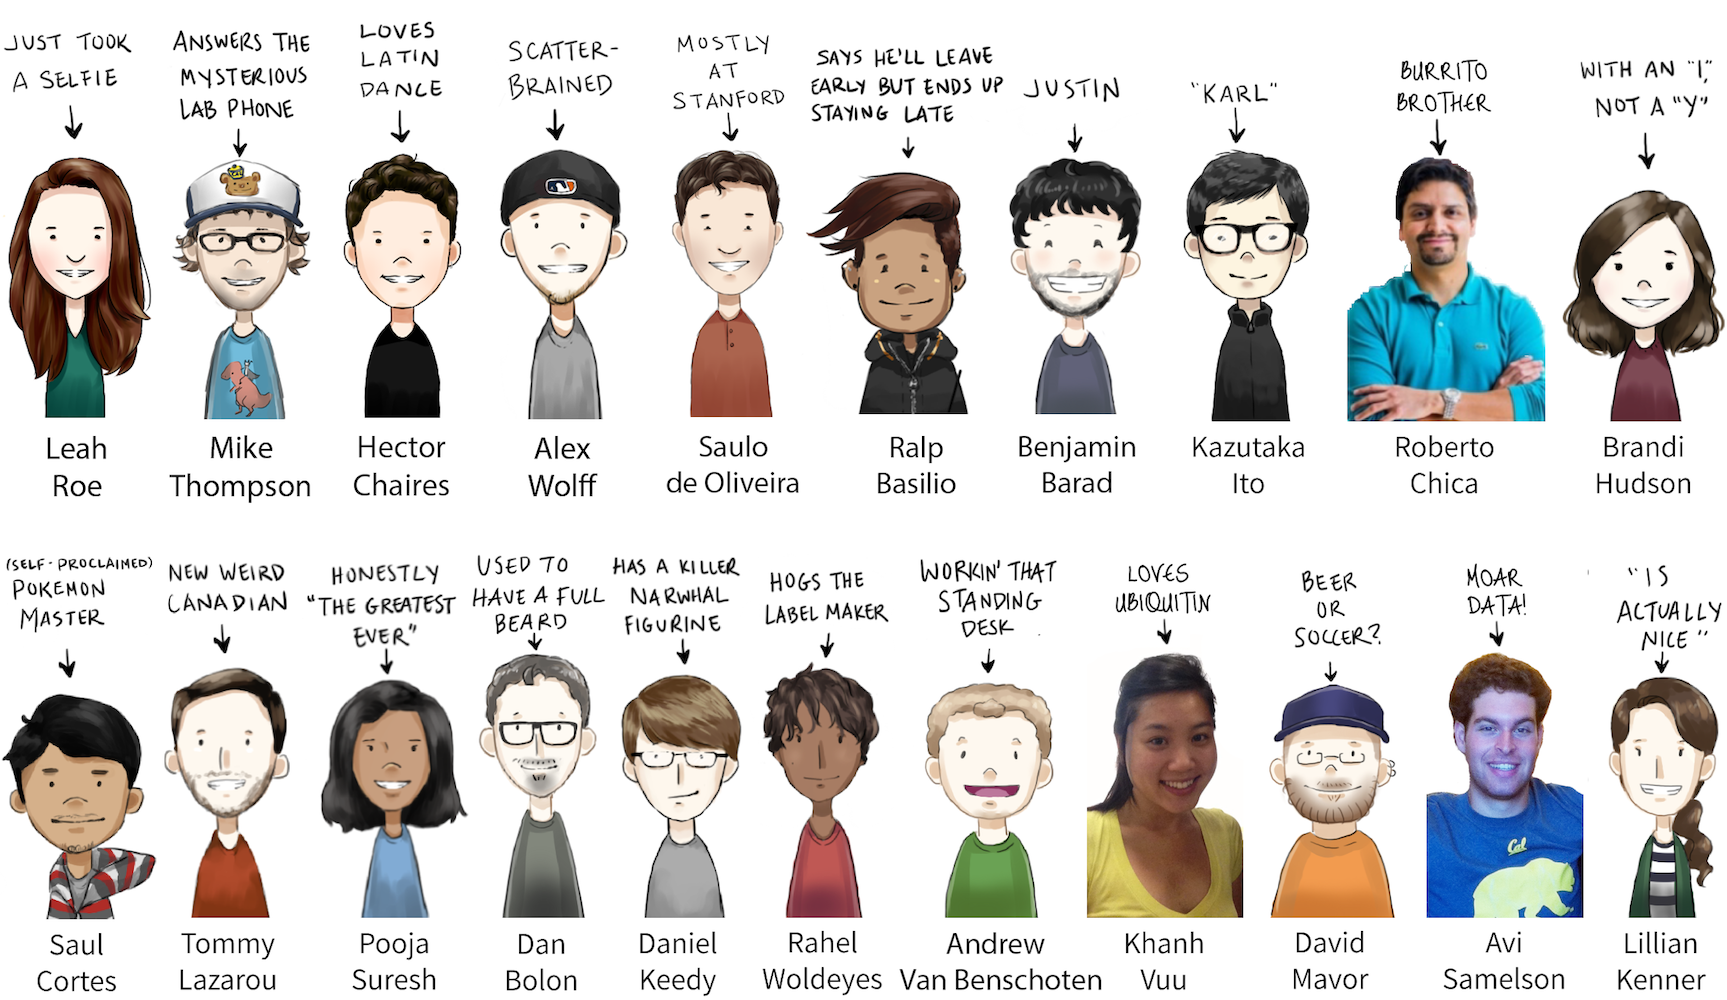 JUST TOOK
A SELFIE
ANSWERS THE
MYSTERIOUS
LAB PHONE
LOVES
LATIN
DANCE
SCATTER-
BRAINED
MOSTLY
AT
STANFORD
SAYS HE'LL LEAVE
EARLY BUT ENDS UP
STAYING LATE
JUSTIN
"KARL"
BURRITO
BROTHER
WITH AN "I,"
NOT A "Y"
Leah
Roe
Mike
Thompson
Hector
Chaires
Alex
Wolff
Saulo
de Oliveira
Ralp
Basilio
Benjamin
Barad
Kazutaka
Ito
Roberto
Chica
Brandi
Hudson
(SELF-PROCLAIMED)
POKEMON
MASTER
NEW WEIRD
CANADIAN
HONESTLY
"THE GREATEST
EVER"
USED TO
HAVE A FULL
BEARD
HAS A KILLER
NARWHAL
FIGURINE
HOGS THE
LABEL MAKER
WORKIN' THAT
STANDING
DESK
LOVES
UBIQUITIN
BEER
OR
SOCCER?
MOAR
DATA!
"IS
ACTUALLY
NICE"
Cal
Saul
Cortes
Tommy
Lazarou
Pooja
Suresh
Dan
Bolon
Daniel
Keedy
Rahel
Woldeyes
Andrew
Van Benschoten
Khanh
Vuu
David
Mavor
Avi
Samelson
Lillian
Kenner